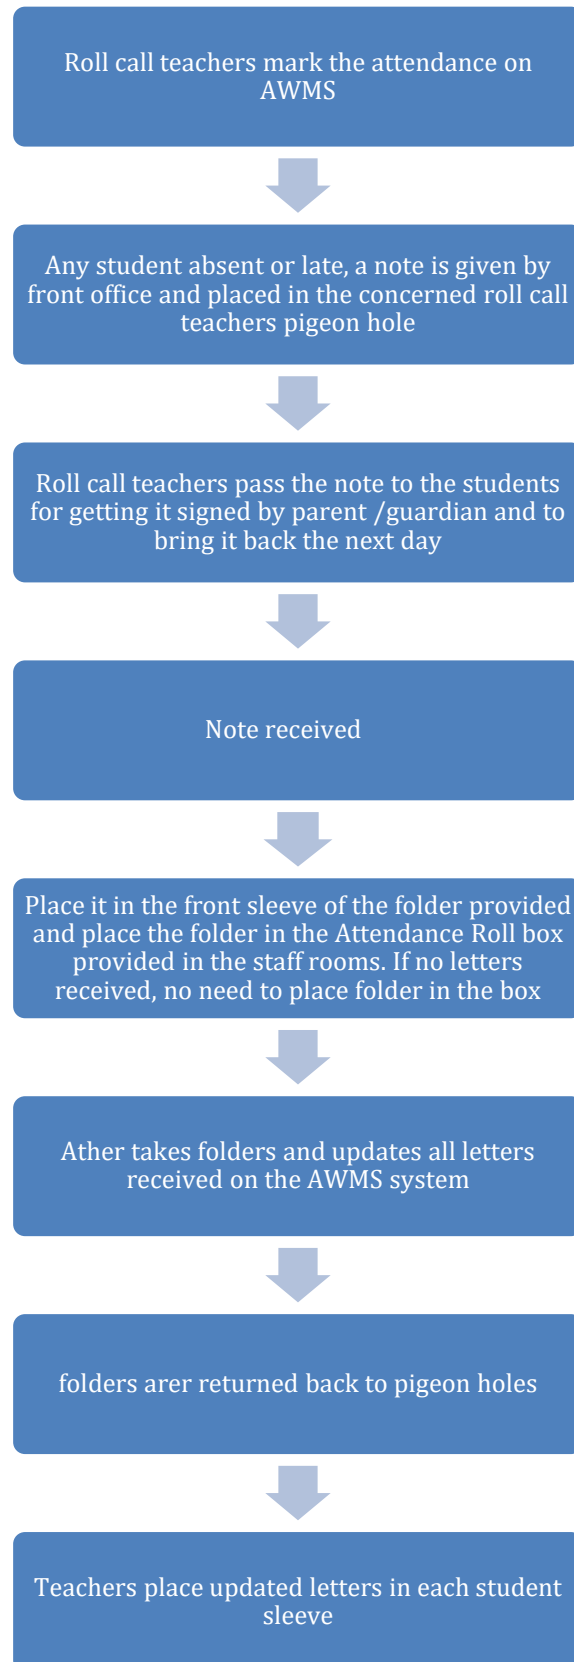 Roll call teachers mark the attendance on
AWMS
Any student absent or late, a note is given by
front office and placed in the concerned roll call
teachers pigeon hole
Roll call teachers pass the note to the students
for getting it signed by parent /guardian and to
bring it back the next day
Note received
Place it in the front sleeve of the folder provided
and place the folder in the Attendance Roll box
provided in the staff rooms. If no letters
received, no need to place folder in the box
Ather takes folders and updates all letters
received on the AWMS system
folders arer returned back to pigeon holes
Teachers place updated letters in each student
sleeve